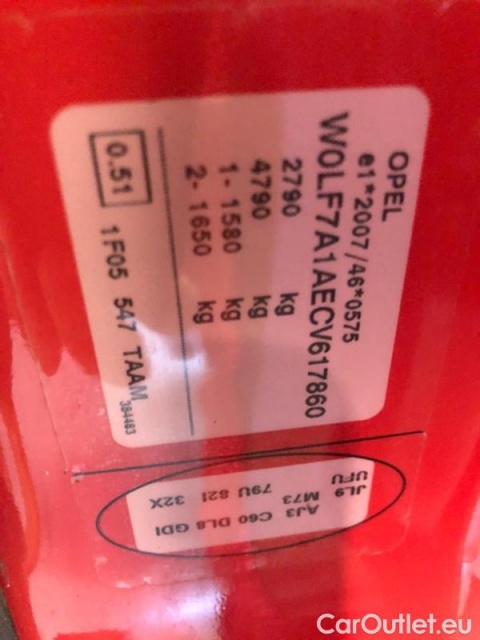 OPEL
e1*2007/46*0575
W0LF7A1AECV617860
2790 kg
4790 kg
1- 1580 kg
2- 1650 kg
0.51 1F05 547 TAAM
384483
AJ3 C60 DL8 GDI
79U 821 32X
M73
JL9 UFU
CarOutlet.eu